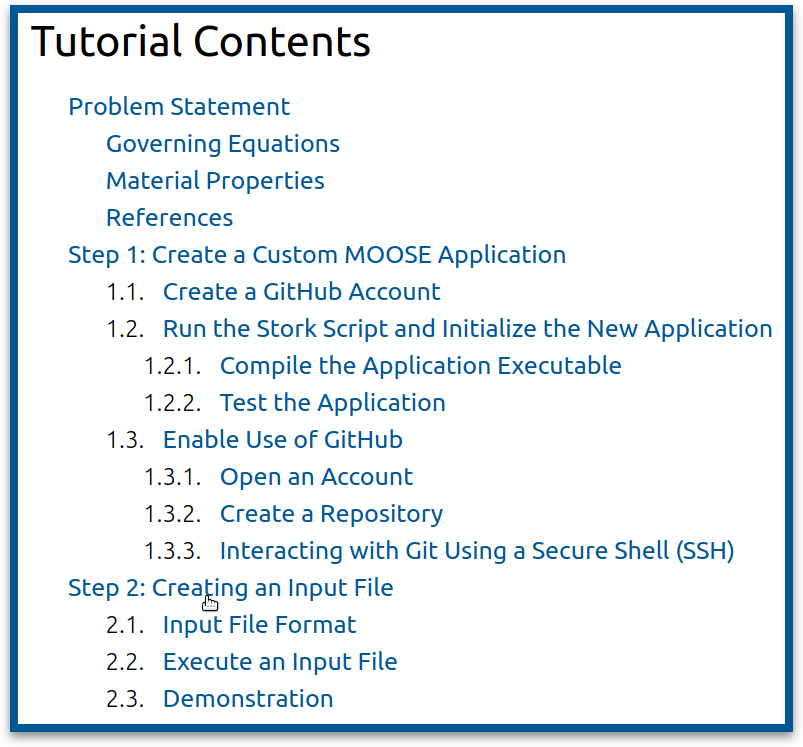 Tutorial Contents
Problem Statement
Governing Equations
Material Properties
References
Step 1: Create a Custom MOOSE Application
1.1. Create a GitHub Account
1.2. Run the Stork Script and Initialize the New Application
1.2.1. Compile the Application Executable
1.2.2. Test the Application
1.3. Enable Use of GitHub
1.3.1. Open an Account
1.3.2. Create a Repository
1.3.3. Interacting with Git Using a Secure Shell (SSH)
Step 2: Creating an Input File
2.1. Input File Format
2.2. Execute an Input File
2.3. Demonstration